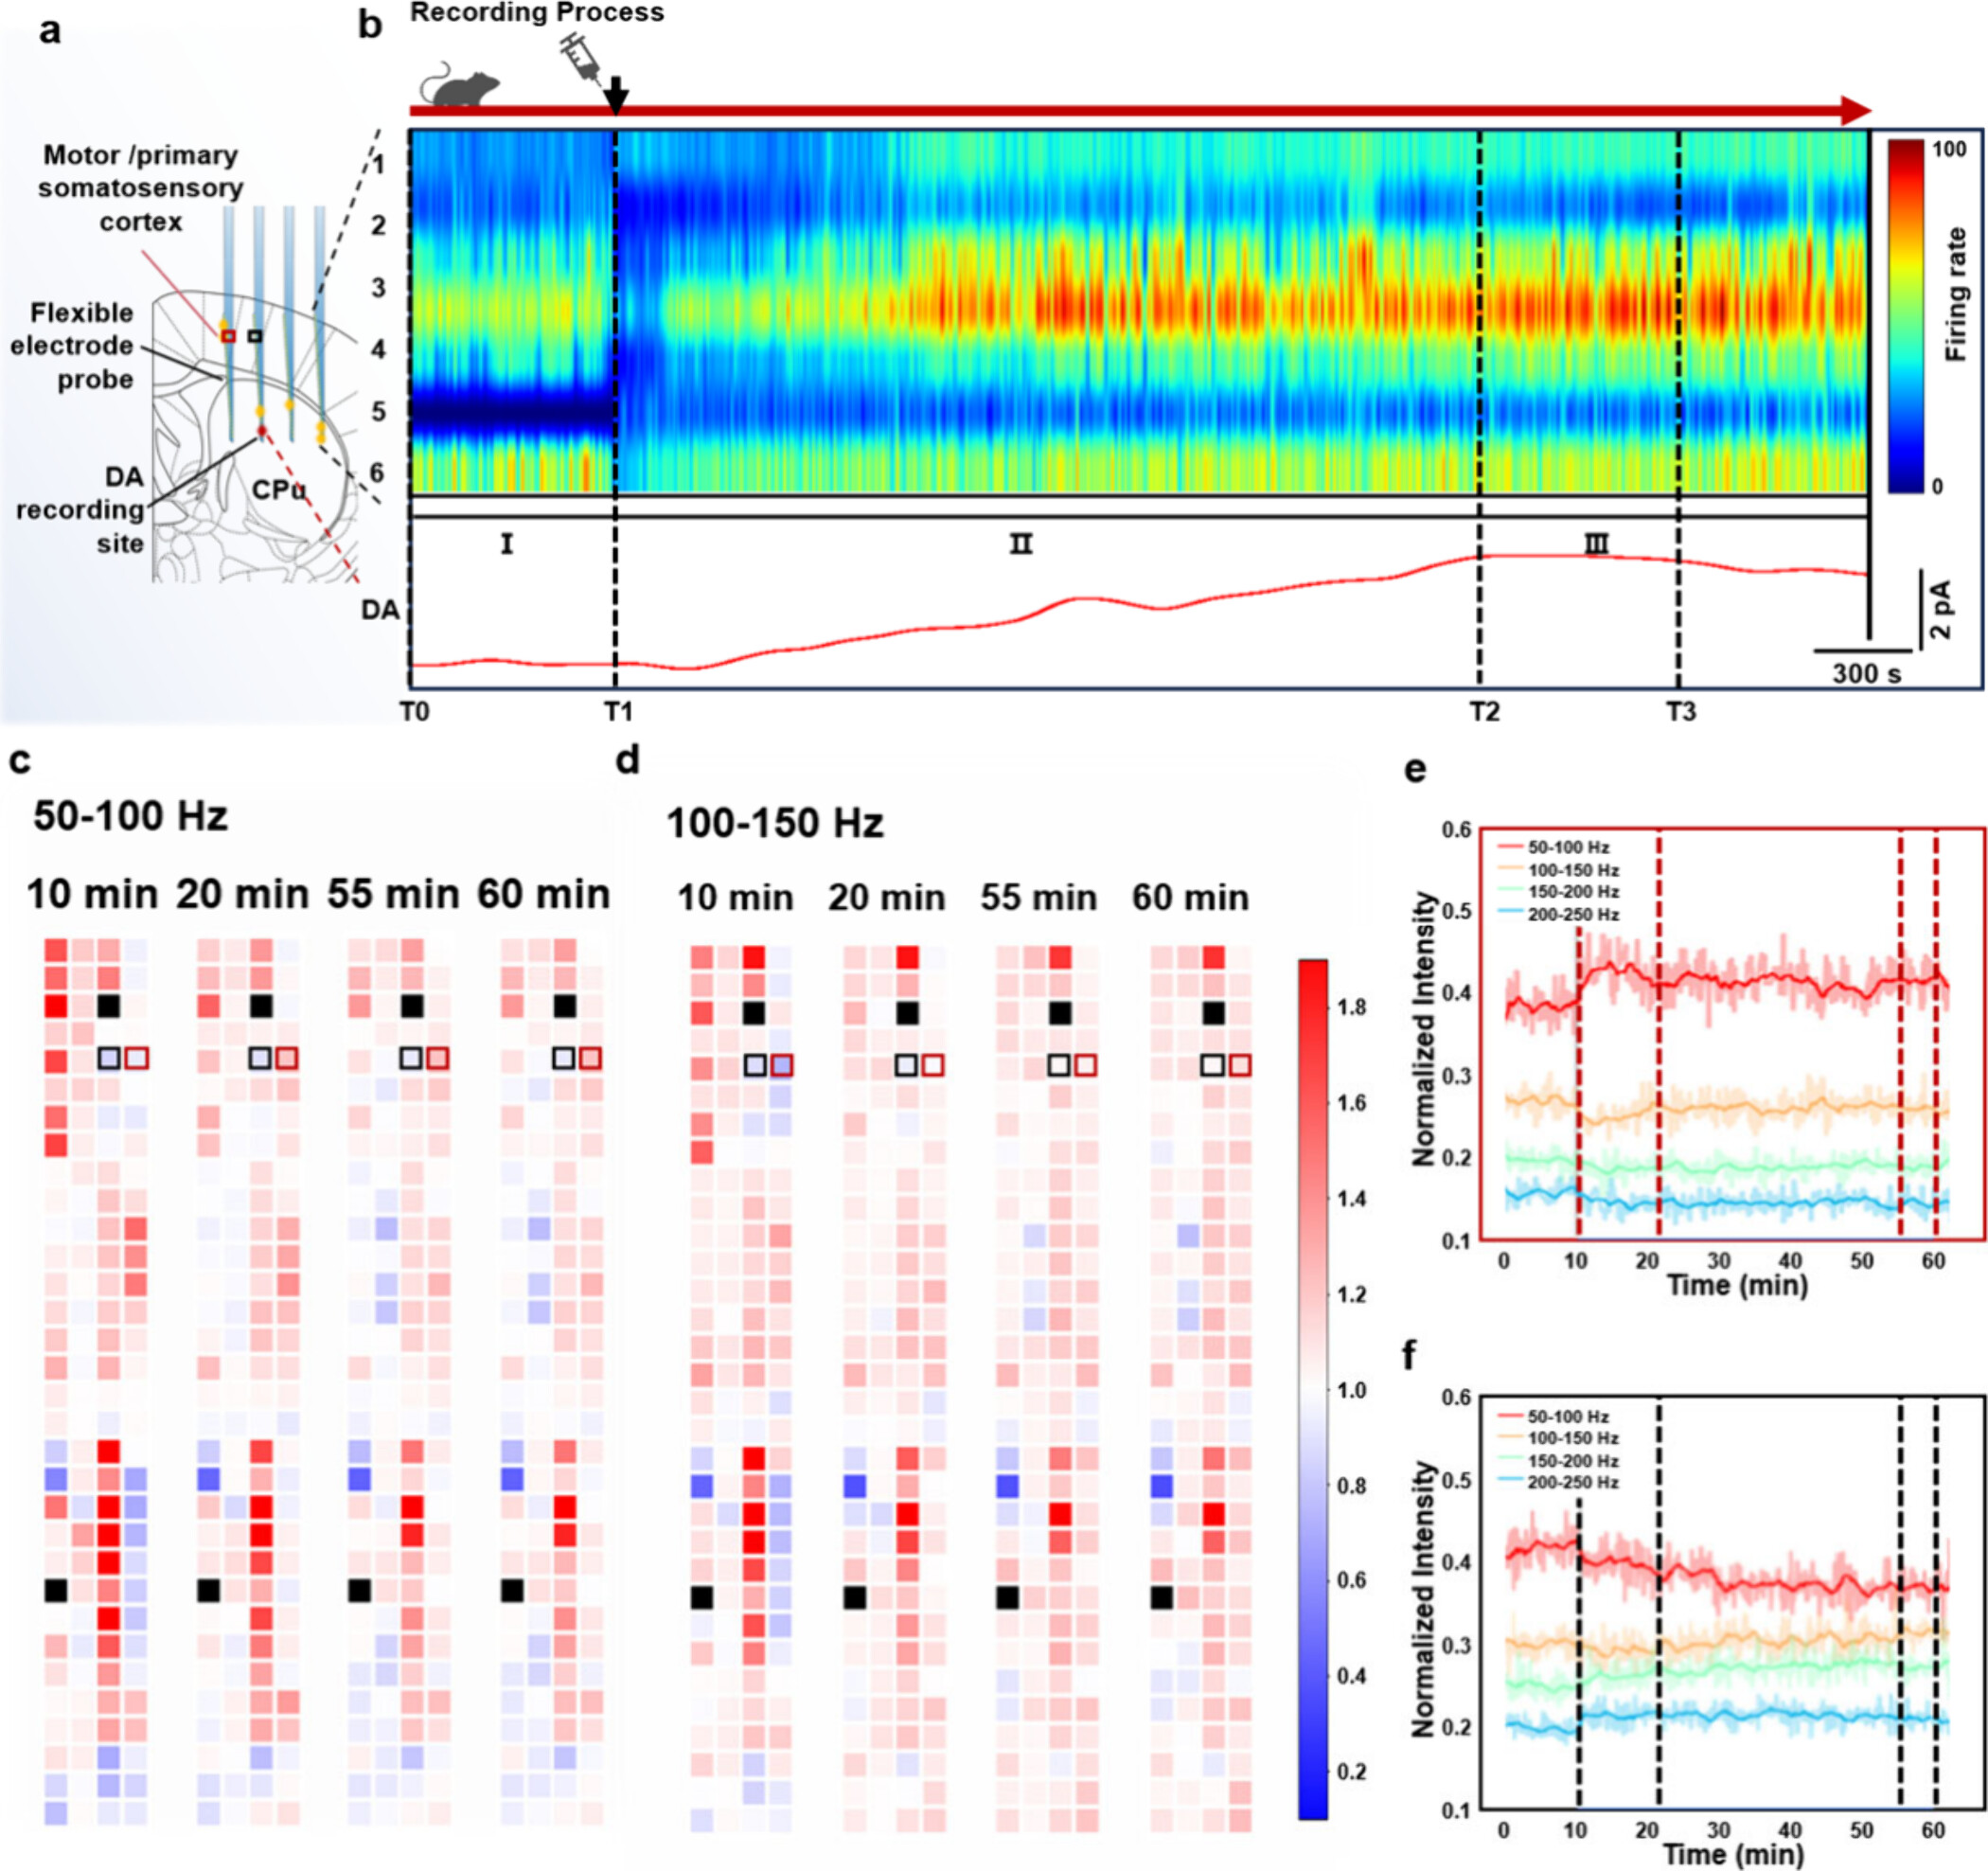 a
b
Recording Process
Motor /primary
somatosensory
cortex
Flexible
electrode
probe
DA
recording
site
CPu
1
2
3
4
5
6
100
0
Firing rate
I
II
III
DA
2 pA
300 s
T0
T1
T2
T3
c
50-100 Hz
10 min
20 min
55 min
60 min
d
100-150 Hz
10 min
20 min
55 min
60 min
1.8
1.6
1.4
1.2
1.0
0.8
0.6
0.4
0.2
e
0.6
0.5
0.4
0.3
0.2
0.1
Normalized Intensity
50-100 Hz
100-150 Hz
150-200 Hz
200-250 Hz
0
10
20
30
40
50
60
Time (min)
f
0.6
0.5
0.4
0.3
0.2
0.1
Normalized Intensity
50-100 Hz
100-150 Hz
150-200 Hz
200-250 Hz
0
10
20
30
40
50
60
Time (min)